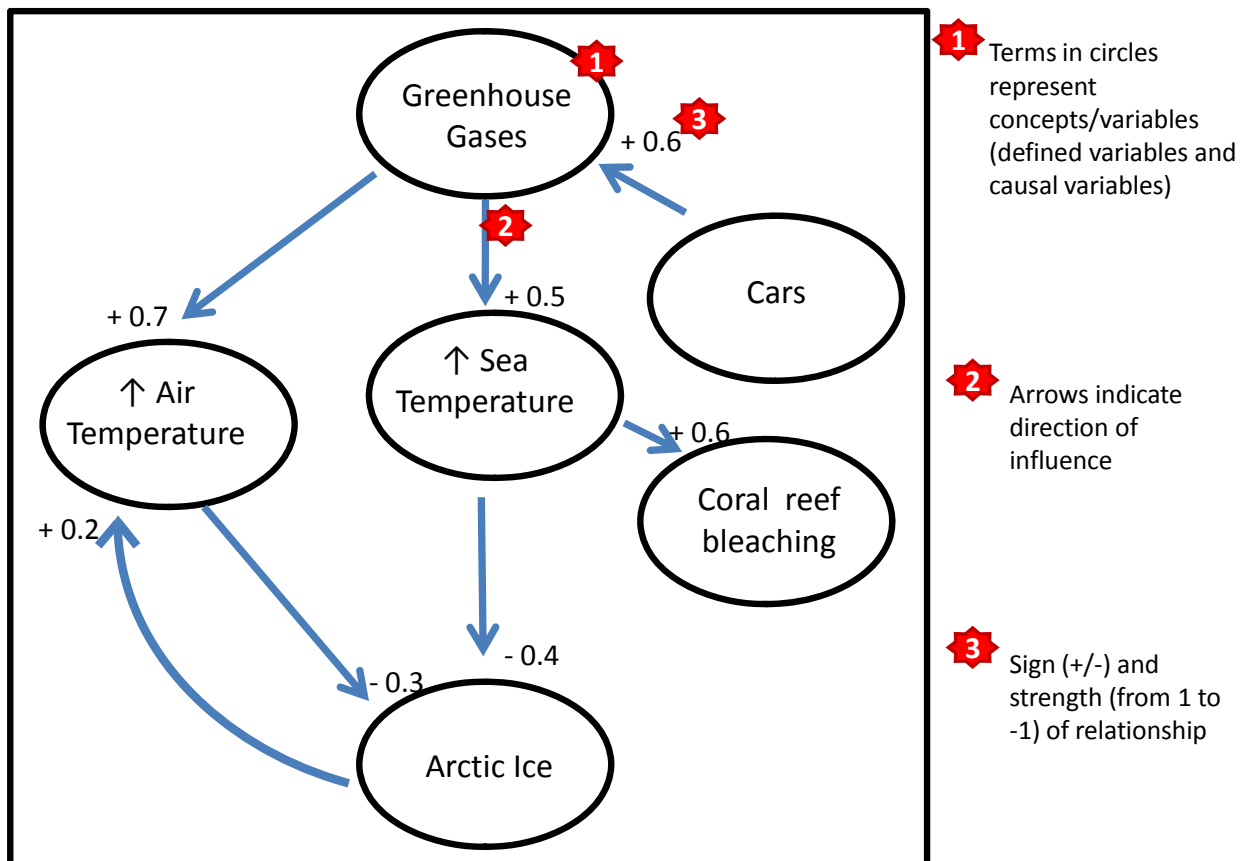 1
Greenhouse
Gases
3
+ 0.6
2
Cars
+ 0.5
+ 0.7
↑ Sea
Temperature
↑ Air
Temperature
+ 0.6
Coral reef
bleaching
+ 0.2
- 0.4
- 0.3
Arctic Ice
1
Terms in circles
represent
concepts/variables
(defined variables and
causal variables)
2
Arrows indicate
direction of
influence
3
Sign (+/-) and
strength (from 1 to
-1) of relationship